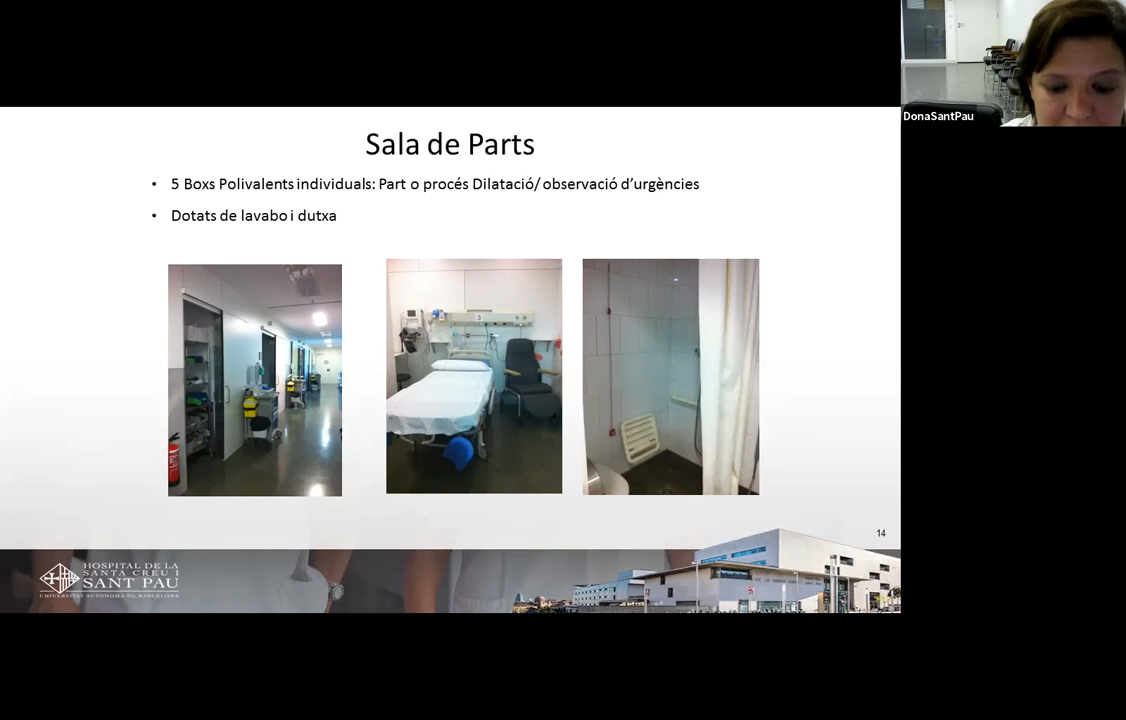 DonaSantPau
Sala de Parts
• 5 Boxs Polivalents individuals: Part o procés Dilatació/ observació d'urgències
• Dotats de lavabo i dutxa
3
14
HOSPITAL DE LA
SANTA CREU I
SANT PAU
UNIVERSITAT AUTÒNOMA DE BARCELONA